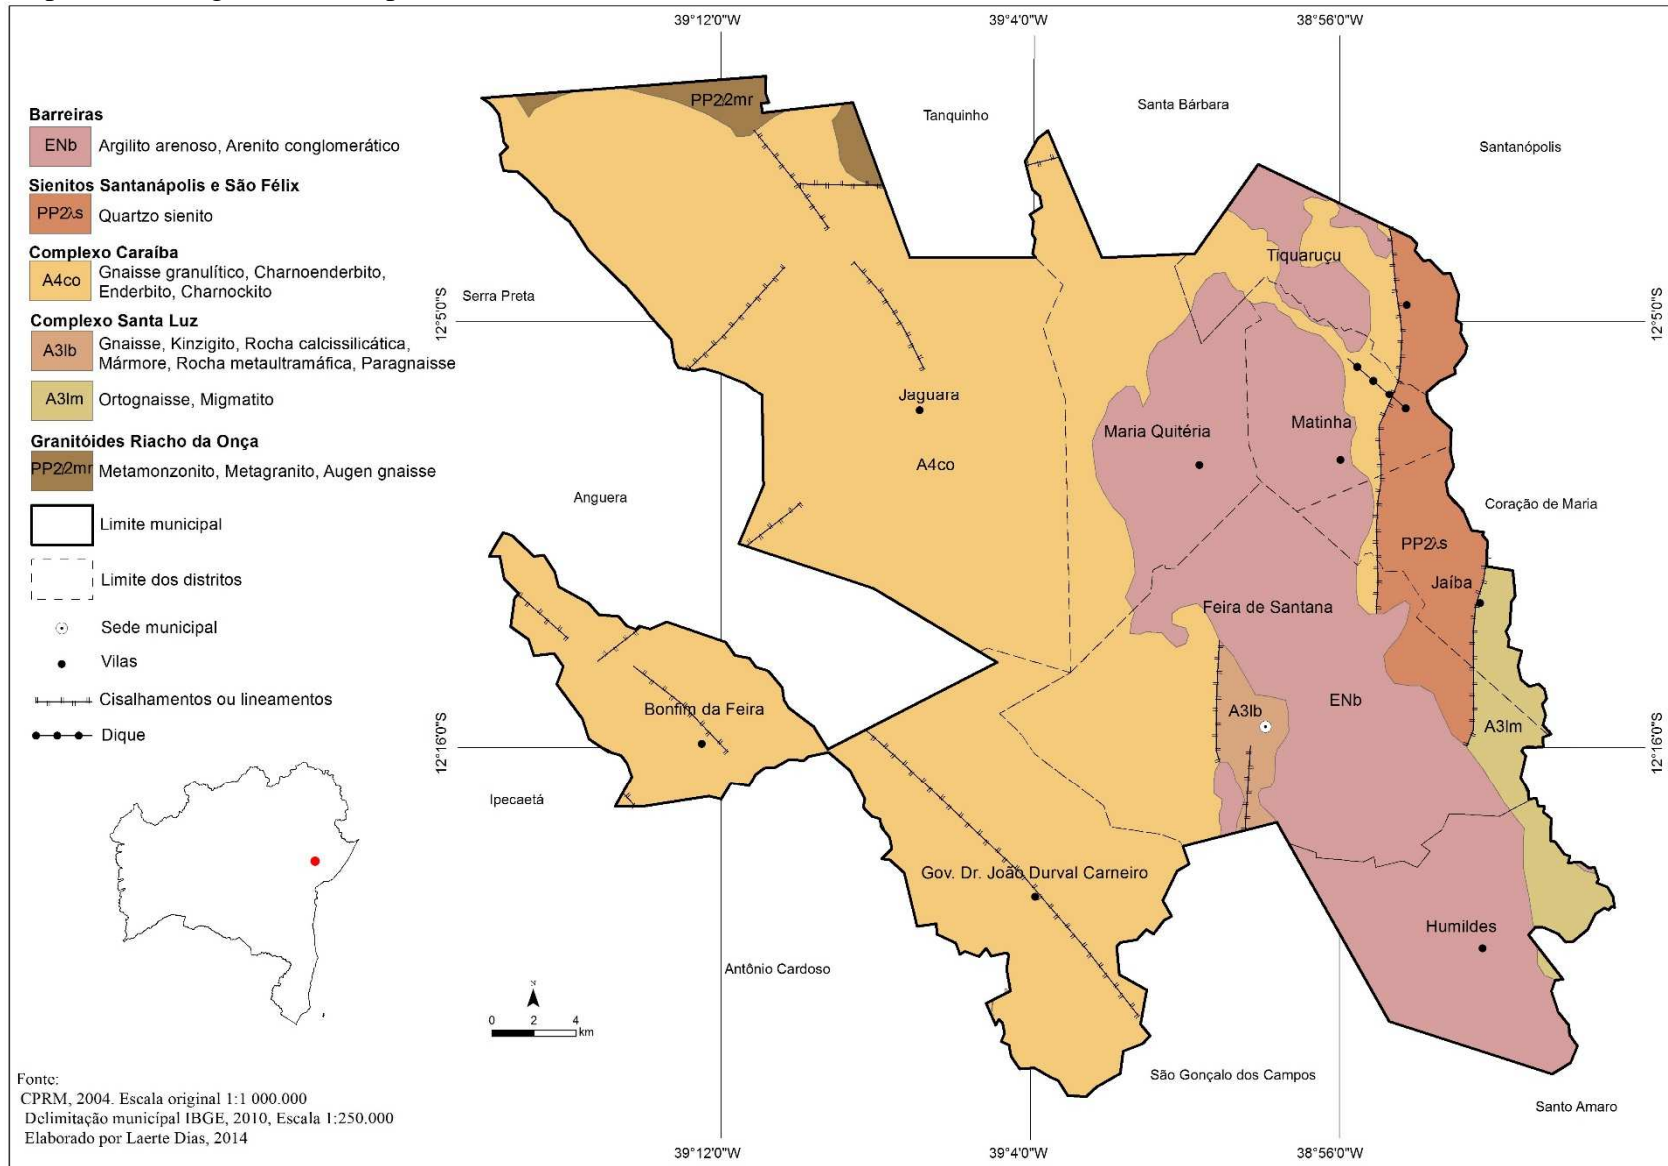 39°12'0"W
39°4'0"W
38°56'0"W
Barreiras
ENb
Argilito arenoso, Arenito conglomerático
Sienitos Santanápolis e São Félix
PP2λs
Quartzo sienito
Complexo Caraíba
A4co
Gnaisse granulítico, Charnoenderbito,
Enderbito, Charnockito
Complexo Santa Luz
A3lb
Gnaisse, Kinzigito, Rocha calcissilicática,
Mármore, Rocha metaultramáfica, Paragnaisse
A3lm
Ortognaisse, Migmatito
Granitóides Riacho da Onça
Metamonzonito, Metagranito, Augen gnaisse
Limite municipal
Limite dos distritos
Sede municipal
Vilas
Cisalhamentos ou lineamentos
Dique
Tanquinho
Santa Bárbara
Santanópolis
Tiquaruçu
Serra Preta
12°5'0"S
12°5'0"S
Jaguara
Maria Quitéria
Matinha
A4co
Anguera
Coração de Maria
PP2λs
Jaíba
Feira de Santana
Bonfim da Feira
A3lb
ENb
A3lm
12°16'0"S
12°16'0"S
Ipecaetá
Gov. Dr. João Durval Carneiro
Humildes
Antônio Cardoso
N
0 2 4
km
São Gonçalo dos Campos
Santo Amaro
Fonte:
CPRM, 2004. Escala original 1:1 000.000
Delimitação municípal IBGE, 2010, Escala 1:250.000
Elaborado por Laerte Dias, 2014
39°12'0"W
39°4'0"W
38°56'0"W